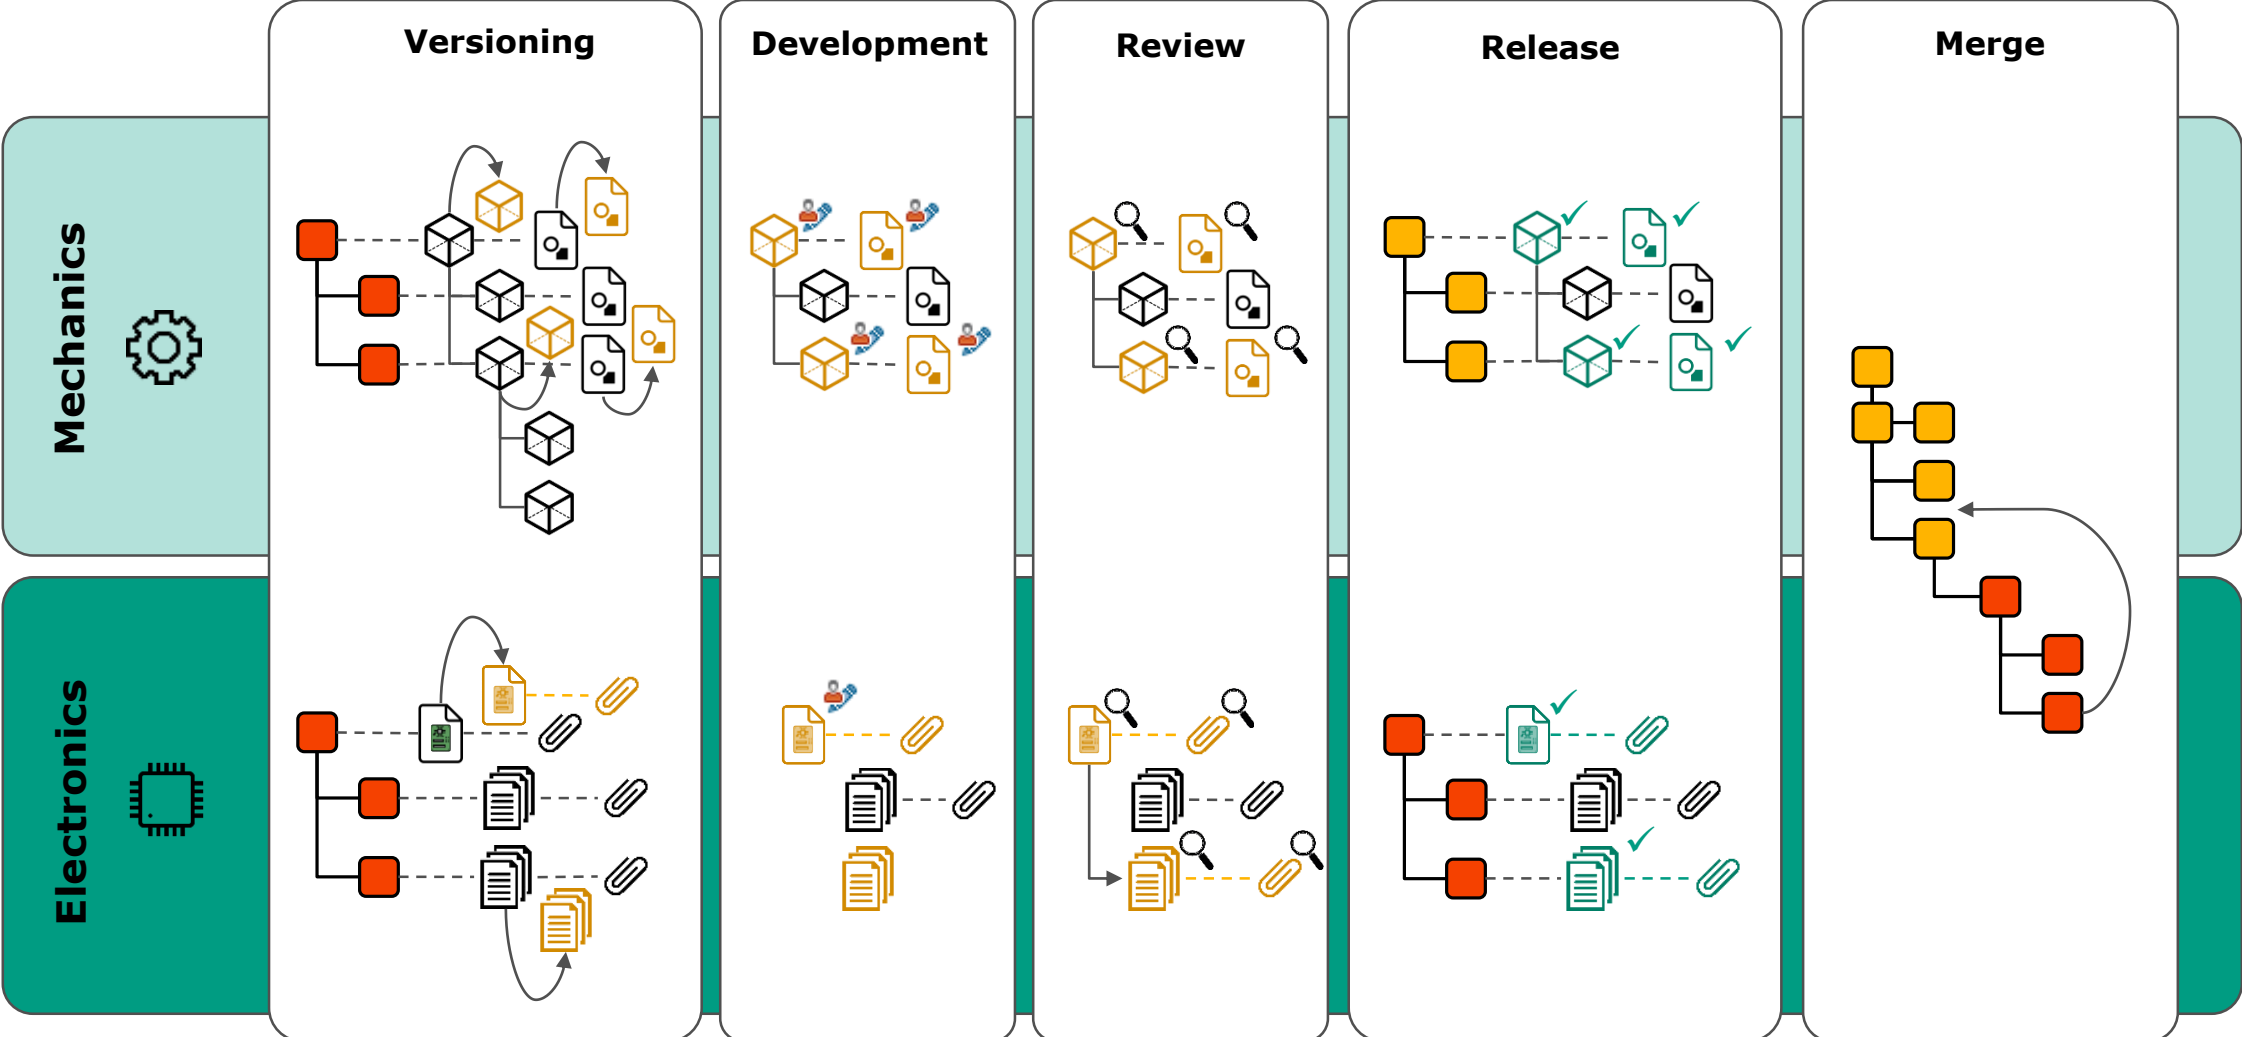 Versioning
Development
Review
Release
Merge
Mechanics
Electronics